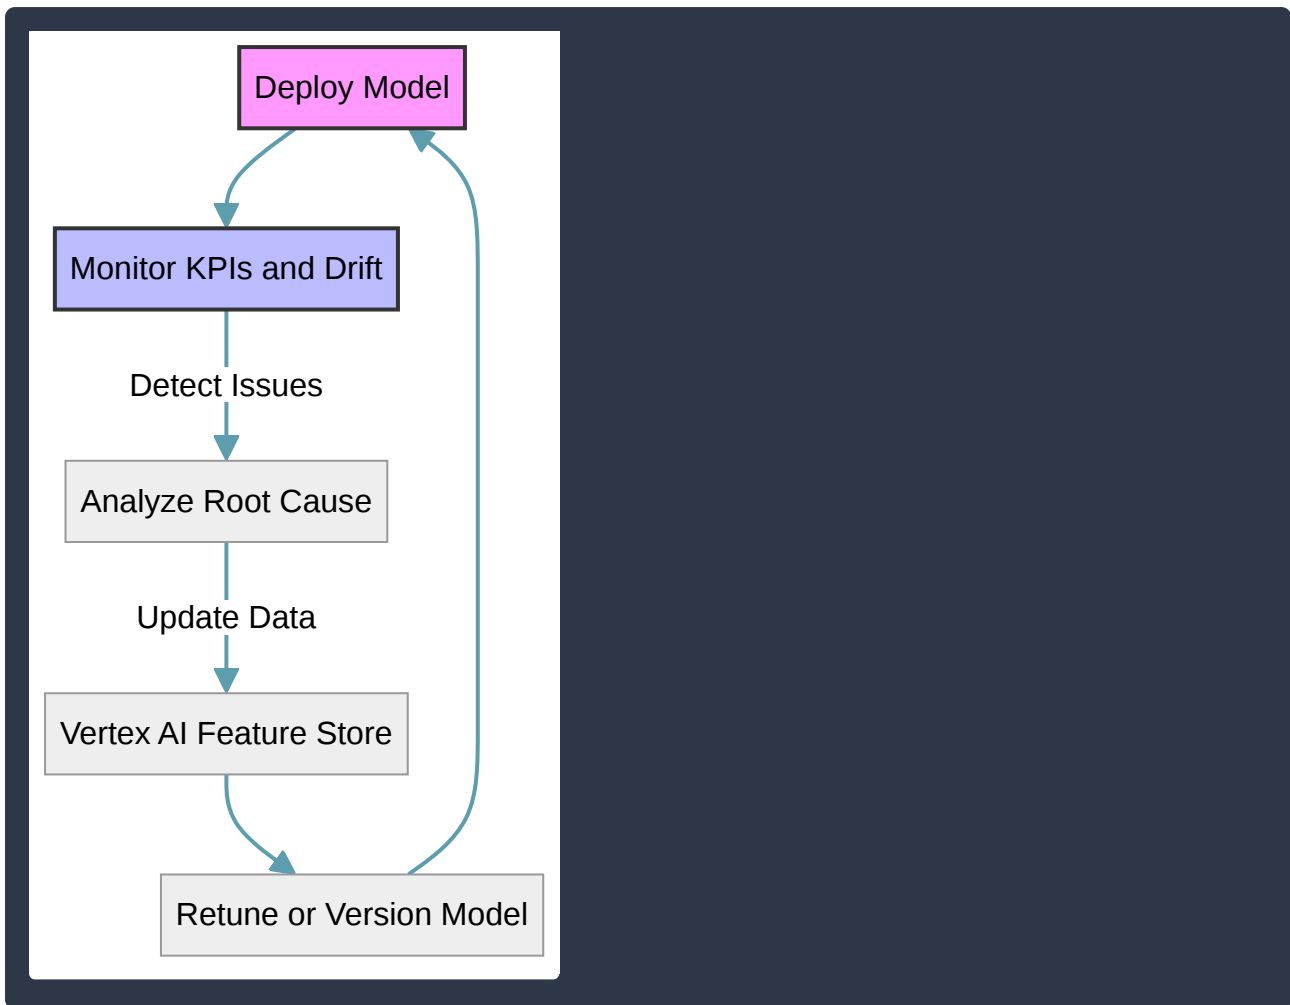 Deploy Model
Monitor KPIs and Drift
Detect Issues
Analyze Root Cause
Update Data
Vertex AI Feature Store
Retune or Version Model